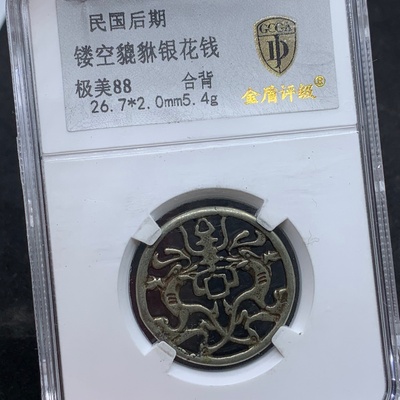 民国后期
镂空貔貅银花钱
极美88 合背
26.7*2.0mm5.4g
GCGA
金盾评级